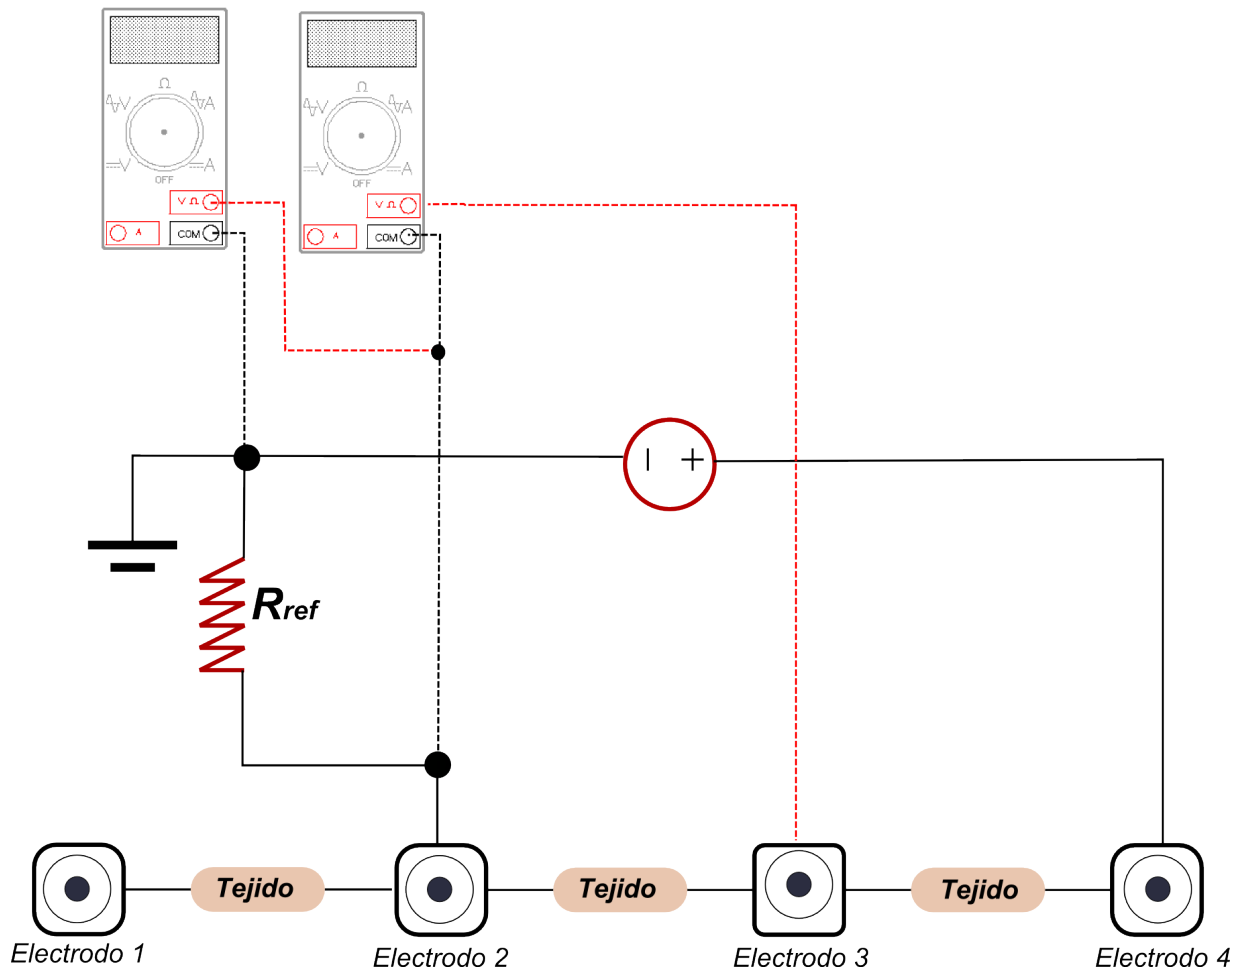 Ω Ω
V A V A
V A V A
OFF OFF
V Ω V Ω
A COM A COM
− +
Rref
Tejido Tejido Tejido
Electrodo 1 Electrodo 2 Electrodo 3 Electrodo 4